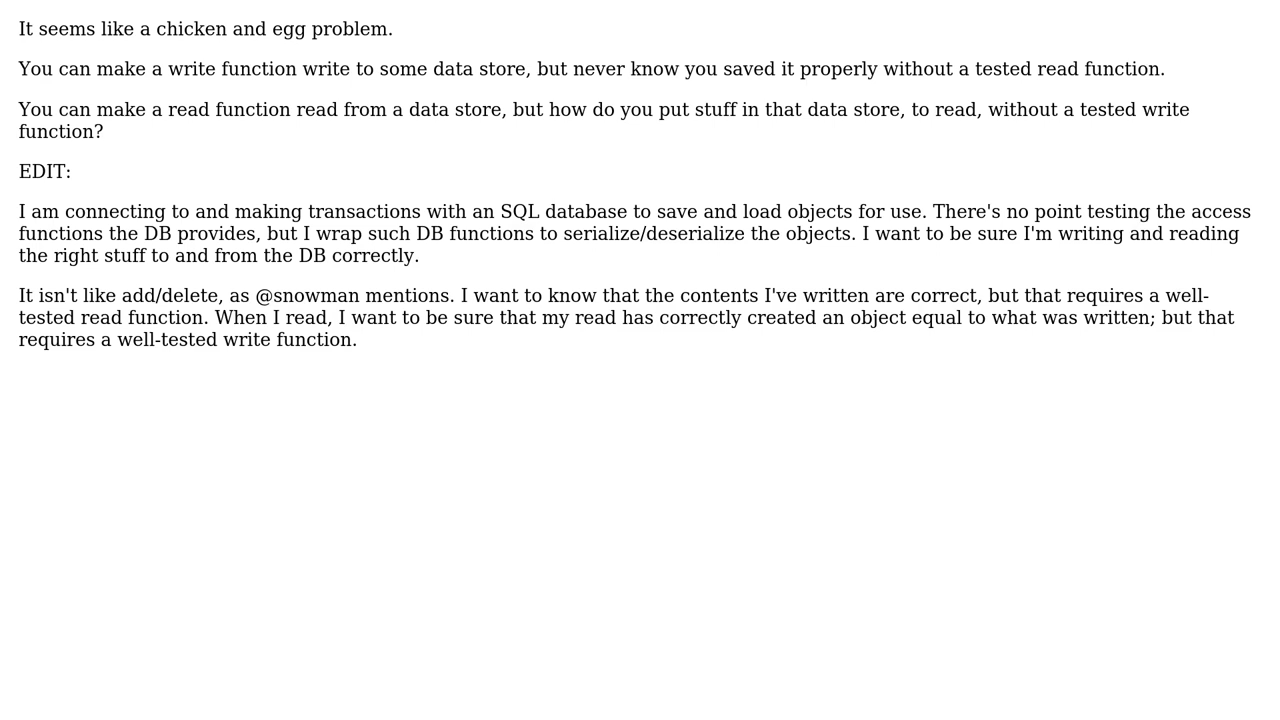 It seems like a chicken and egg problem.
You can make a write function write to some data store, but never know you saved it properly without a tested read function.
You can make a read function read from a data store, but how do you put stuff in that data store, to read, without a tested write
function?
EDIT:
I am connecting to and making transactions with an SQL database to save and load objects for use. There's no point testing the access
functions the DB provides, but I wrap such DB functions to serialize/deserialize the objects. I want to be sure I'm writing and reading
the right stuff to and from the DB correctly.
It isn't like add/delete, as @snowman mentions. I want to know that the contents I've written are correct, but that requires a well-
tested read function. When I read, I want to be sure that my read has correctly created an object equal to what was written; but that
requires a well-tested write function.